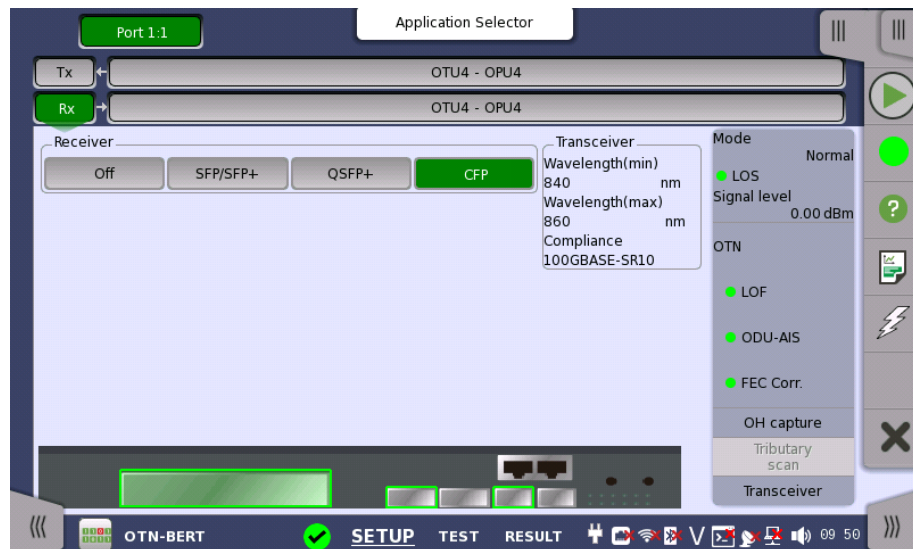 Port 1:1
Application Selector
Tx
OTU4 - OPU4
Rx
OTU4 - OPU4
Receiver
Off
SFP/SFP+
QSFP+
CFP
Transceiver
Wavelength(min)
840 nm
Wavelength(max)
860 nm
Compliance
100GBASE-SR10
Mode
Normal
LOS
Signal level
0.00 dBm
OTN
LOF
ODU-AIS
FEC Corr.
OH capture
Tributary
scan
Transceiver
OTN-BERT
SETUP TEST RESULT
V
09 50